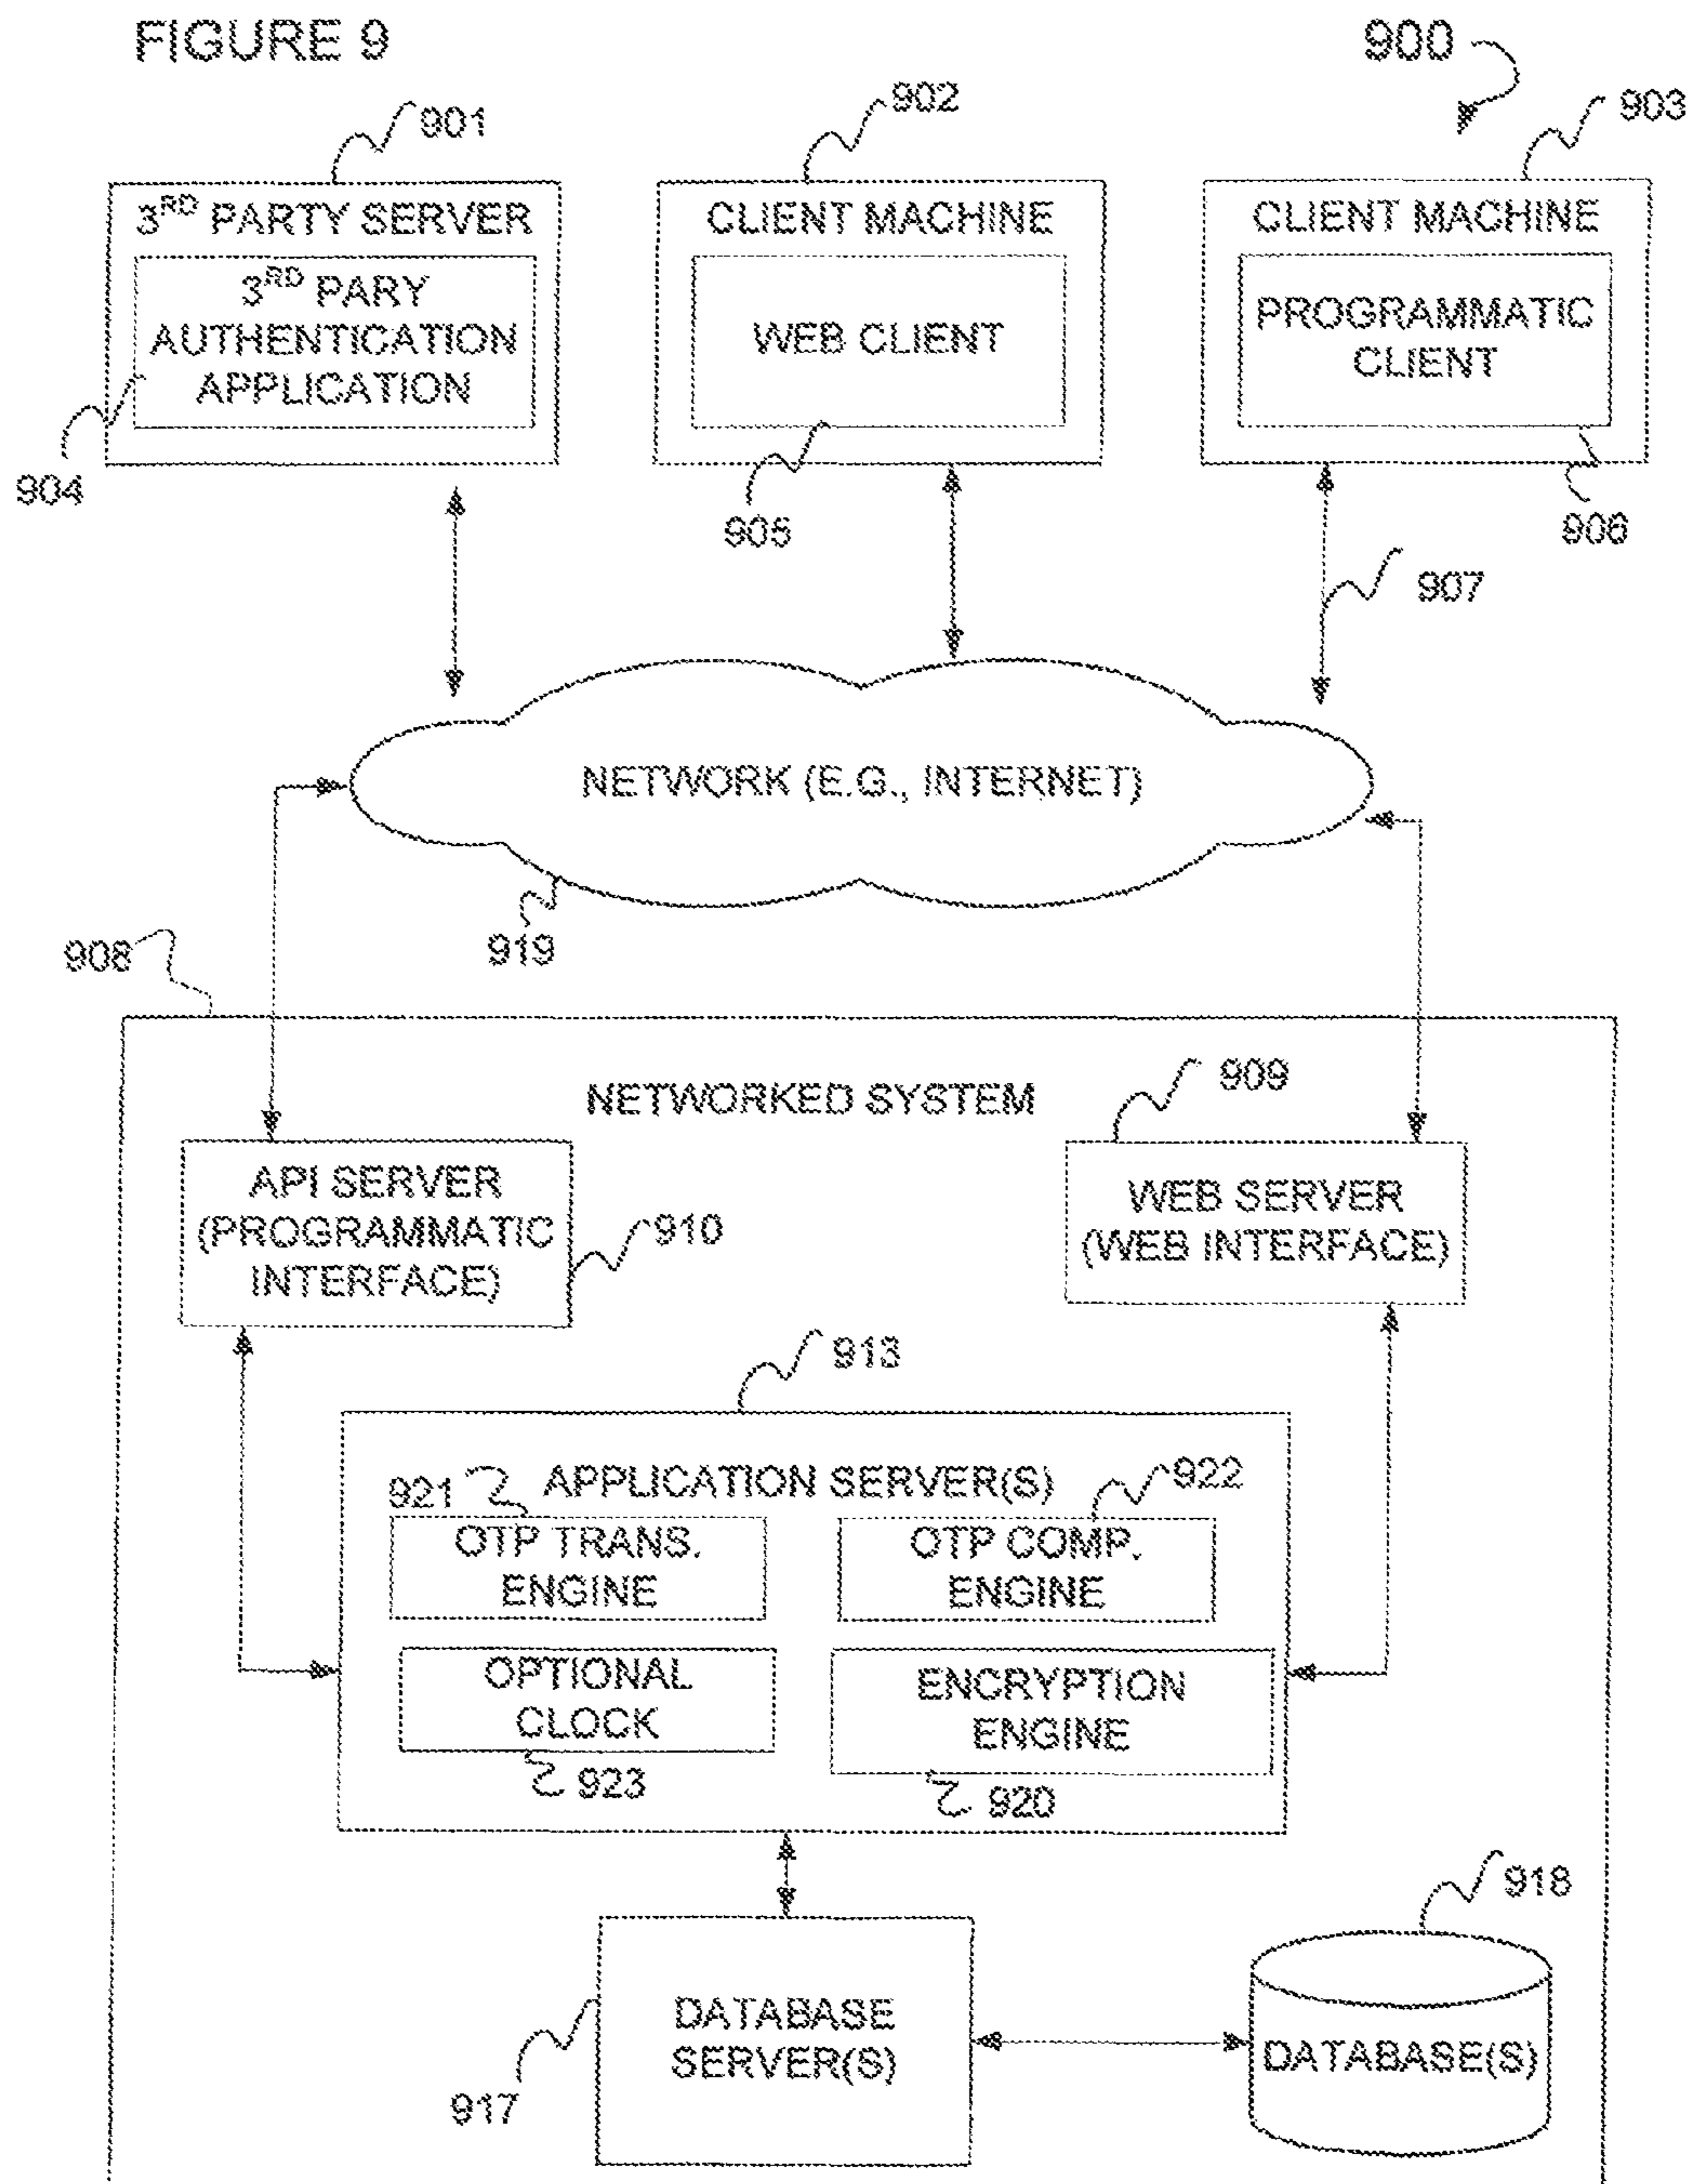 FIGURE 9
900
901
902
903
3RD PARTY SERVER
3RD PARY
AUTHENTICATION
APPLICATION
904
CLIENT MACHINE
WEB CLIENT
905
CLIENT MACHINE
PROGRAMMATIC
CLIENT
906
907
NETWORK (E.G., INTERNET)
919
908
NETWORKED SYSTEM
909
API SERVER
(PROGRAMMATIC
INTERFACE)
910
WEB SERVER
(WEB INTERFACE)
913
APPLICATION SERVER(S)
921
922
OTP TRANS.
ENGINE
OTP COMP.
ENGINE
OPTIONAL
CLOCK
923
ENCRYPTION
ENGINE
920
918
DATABASE
SERVER(S)
917
DATABASE(S)